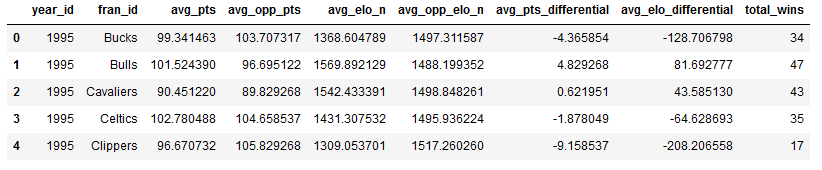 year_id fran_id avg_pts avg_opp_pts avg_elo_n avg_opp_elo_n avg_pts_differential avg_elo_differential total_wins
0 1995 Bucks 99.341463 103.707317 1368.604789 1497.311587 -4.365854 -128.706798 34
1 1995 Bulls 101.524390 96.695122 1569.892129 1488.199352 4.829268 81.692777 47
2 1995 Cavaliers 90.451220 89.829268 1542.433391 1498.848261 0.621951 43.585130 43
3 1995 Celtics 102.780488 104.658537 1431.307532 1495.936224 -1.878049 -64.628693 35
4 1995 Clippers 96.670732 105.829268 1309.053701 1517.260260 -9.158537 -208.206558 17